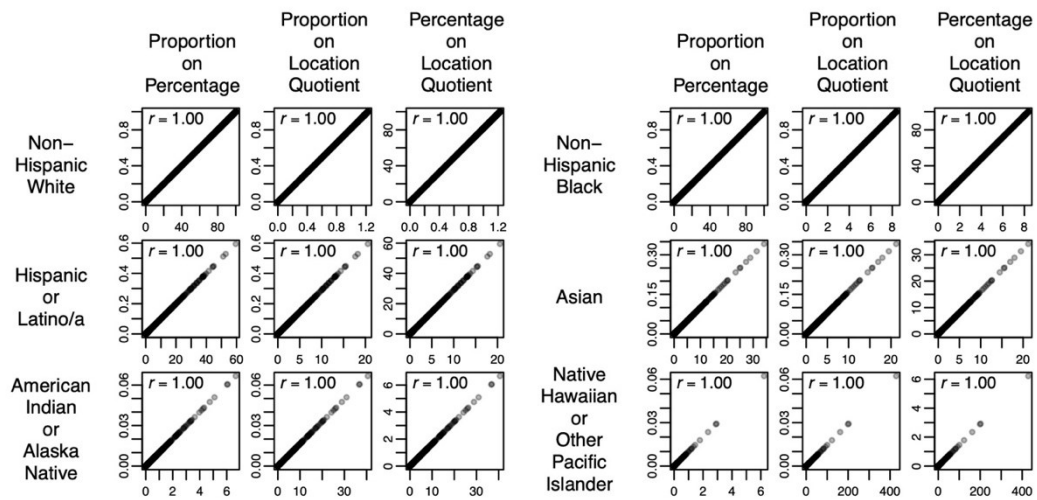 Proportion
on
Percentage
Proportion
on
Location
Quotient
Percentage
on
Location
Quotient
Non−
Hispanic
White
r = 1.00
0.0 0.4 0.8
0 40 80
r = 1.00
0.0 0.4 0.8
0.0 0.4 0.8 1.2
r = 1.00
0 40 80
0.0 0.4 0.8 1.2
Hispanic
or
Latino/a
r = 1.00
0.0 0.2 0.4 0.6
0 20 40 60
r = 1.00
0.0 0.2 0.4 0.6
0 5 10 15 20
r = 1.00
0 20 40 60
0 5 10 15 20
American
Indian
or
Alaska
Native
r = 1.00
0.00 0.03 0.06
0 2 4 6
r = 1.00
0.00 0.03 0.06
0 10 30
r = 1.00
0 2 4 6
0 10 30
Proportion
on
Percentage
Proportion
on
Location
Quotient
Percentage
on
Location
Quotient
Non−
Hispanic
Black
r = 1.00
0.0 0.4 0.8
0 40 80
r = 1.00
0.0 0.4 0.8
0 2 4 6 8
r = 1.00
0 40 80
0 2 4 6 8
Asian
r = 1.00
0.00 0.15 0.30
0 5 15 25 35
r = 1.00
0.00 0.15 0.30
0 5 10 20
r = 1.00
0 10 20 30
0 5 10 20
Native
Hawaiian
or
Other
Pacific
Islander
r = 1.00
0.00 0.03 0.06
0 2 4 6
r = 1.00
0.00 0.03 0.06
0 200 400
r = 1.00
0 2 4 6
0 200 400